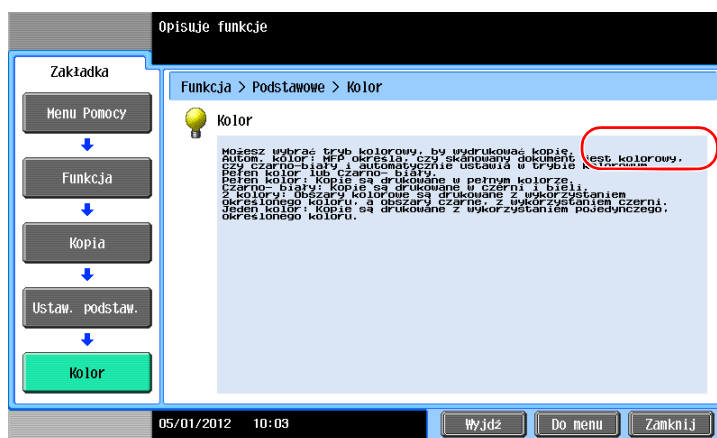 Opisuje funkcje
Zakładka
Menu Pomocy
Funkcja
Kopia
Ustaw. podstaw.
Kolor
Funkcja > Podstawowe > Kolor
Kolor
Możesz wybrać tryb kolorowy, by wydrukować kopię.
Autom. kolor: MFP określa, czy skanowany dokument jest kolorowy,
czy czarno-biały i automatycznie ustawia w trybie kolorowym
Pełen kolor lub Czarno- biały.
Pełen kolor: Kopie są drukowane w pełnym kolorze.
Czarno- biały: Kopie są drukowane w czerni i bieli.
2 kolory: Obszary kolorowe są drukowane z wykorzystaniem
określonego koloru, a obszary czarne, z wykorzystaniem czerni.
Jeden kolor: Kopie są drukowane z wykorzystaniem pojedynczego,
określonego koloru.
05/01/2012 10:03
Wyjdź
Do menu
Zamknij